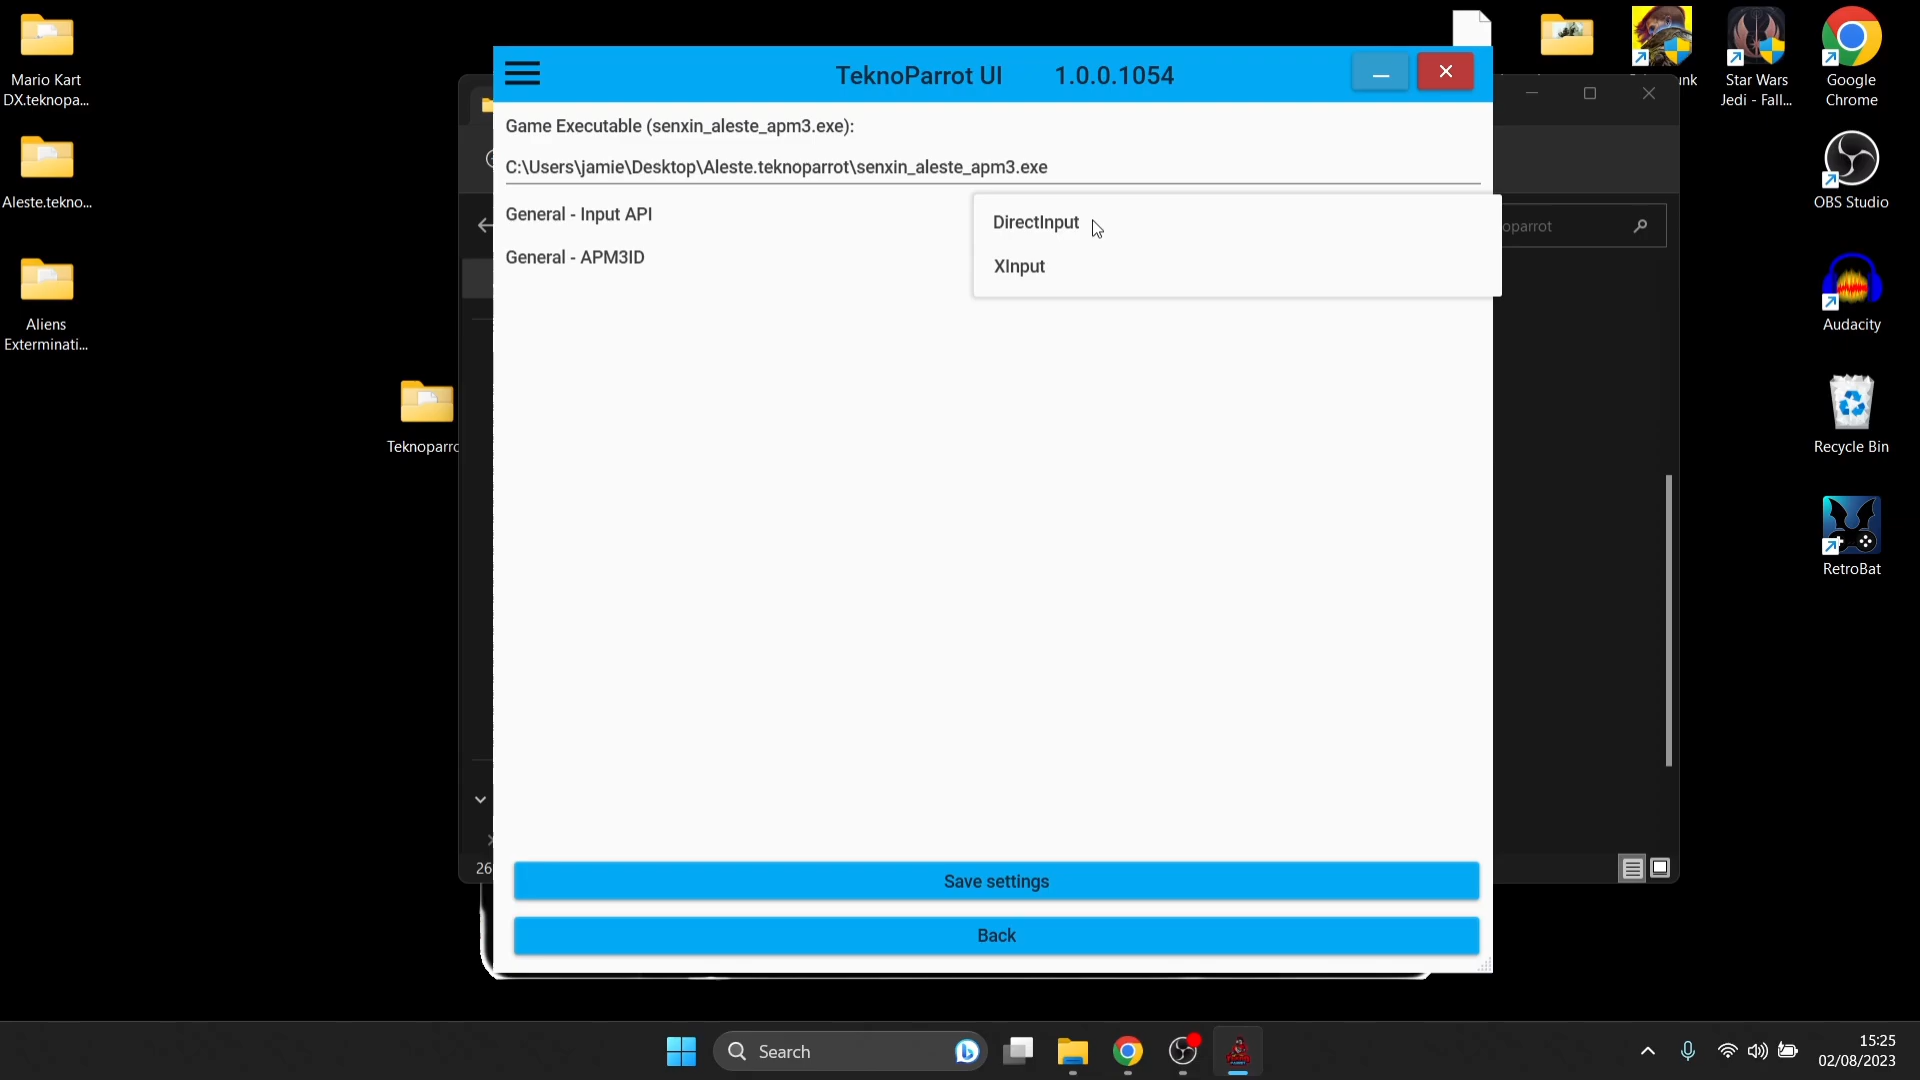 Mario Kart
DX.teknopa...
Aleste.tekno...
Aliens
Exterminati...
Teknoparro
TeknoParrot UI 1.0.0.1054
Game Executable (senxin_aleste_apm3.exe):
C:\Users\jamie\Desktop\Aleste.teknoparrot\senxin_aleste_apm3.exe
General - Input API
DirectInput
General - APM3ID
XInput
oparrot
26
Save settings
Back
unk
Star Wars
Jedi - Fall...
Google
Chrome
OBS Studio
Audacity
Recycle Bin
RetroBat
Search
15:25
02/08/2023